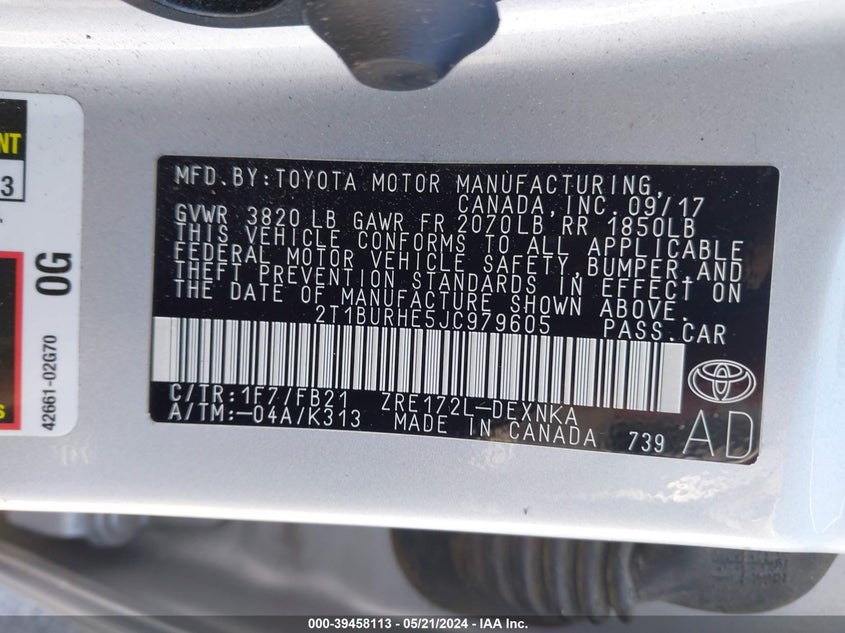 NT
3
S
0G
42661-02G70
MFD.BY:TOYOTA MOTOR MANUFACTURING,
CANADA, INC. 09/17
GVWR 3820 LB GAWR FR 2070LB, RR 1850LB
THIS VEHICLE CONFORMS TO ALL APPLICABLE
FEDERAL MOTOR VEHICLE SAFETY, BUMPER, AND
THEFT PREVENTION STANDARDS IN EFFECT ON
THE DATE OF MANUFACTURE SHOWN ABOVE.
2T1BURHE5JC979605 PASS.CAR
C/TR:1F7/FB21 ZRE172L-DEXNKA
A/TM:-04A/K313 MADE IN CANADA 739
AD
000-39458113 - 05/21/2024 - IAA Inc.